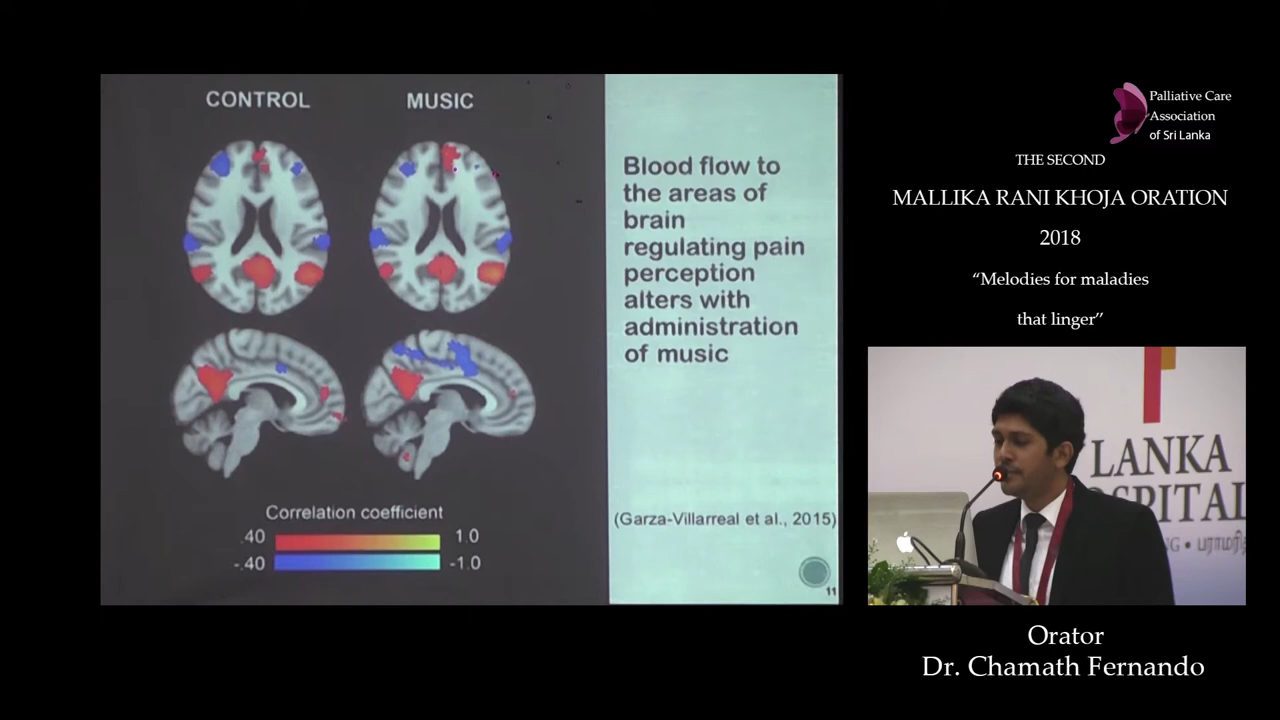 CONTROL
MUSIC
Blood flow to
the areas of
brain
regulating pain
perception
alters with
administration
of music
Correlation coefficient
.40
1.0
-.40
-1.0
(Garza-Villarreal et al., 2015)
11
Palliative Care
Association
of Sri Lanka
THE SECOND
MALLIKA RANI KHOJA ORATION
2018
“Melodies for maladies
that linger”
LANKA
Orator
Dr. Chamath Fernando